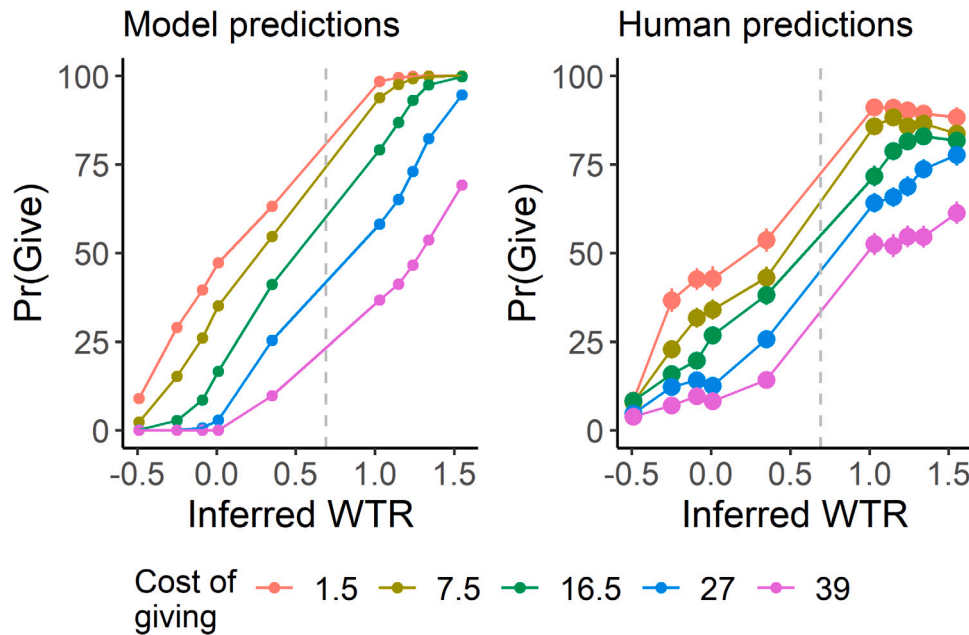 Model predictions
Human predictions
Pr(Give)
100
75
50
25
0
-0.5 0.0 0.5 1.0 1.5
Inferred WTR
Pr(Give)
100
75
50
25
0
-0.5 0.0 0.5 1.0 1.5
Inferred WTR
Cost of
giving
1.5 7.5 16.5 27 39